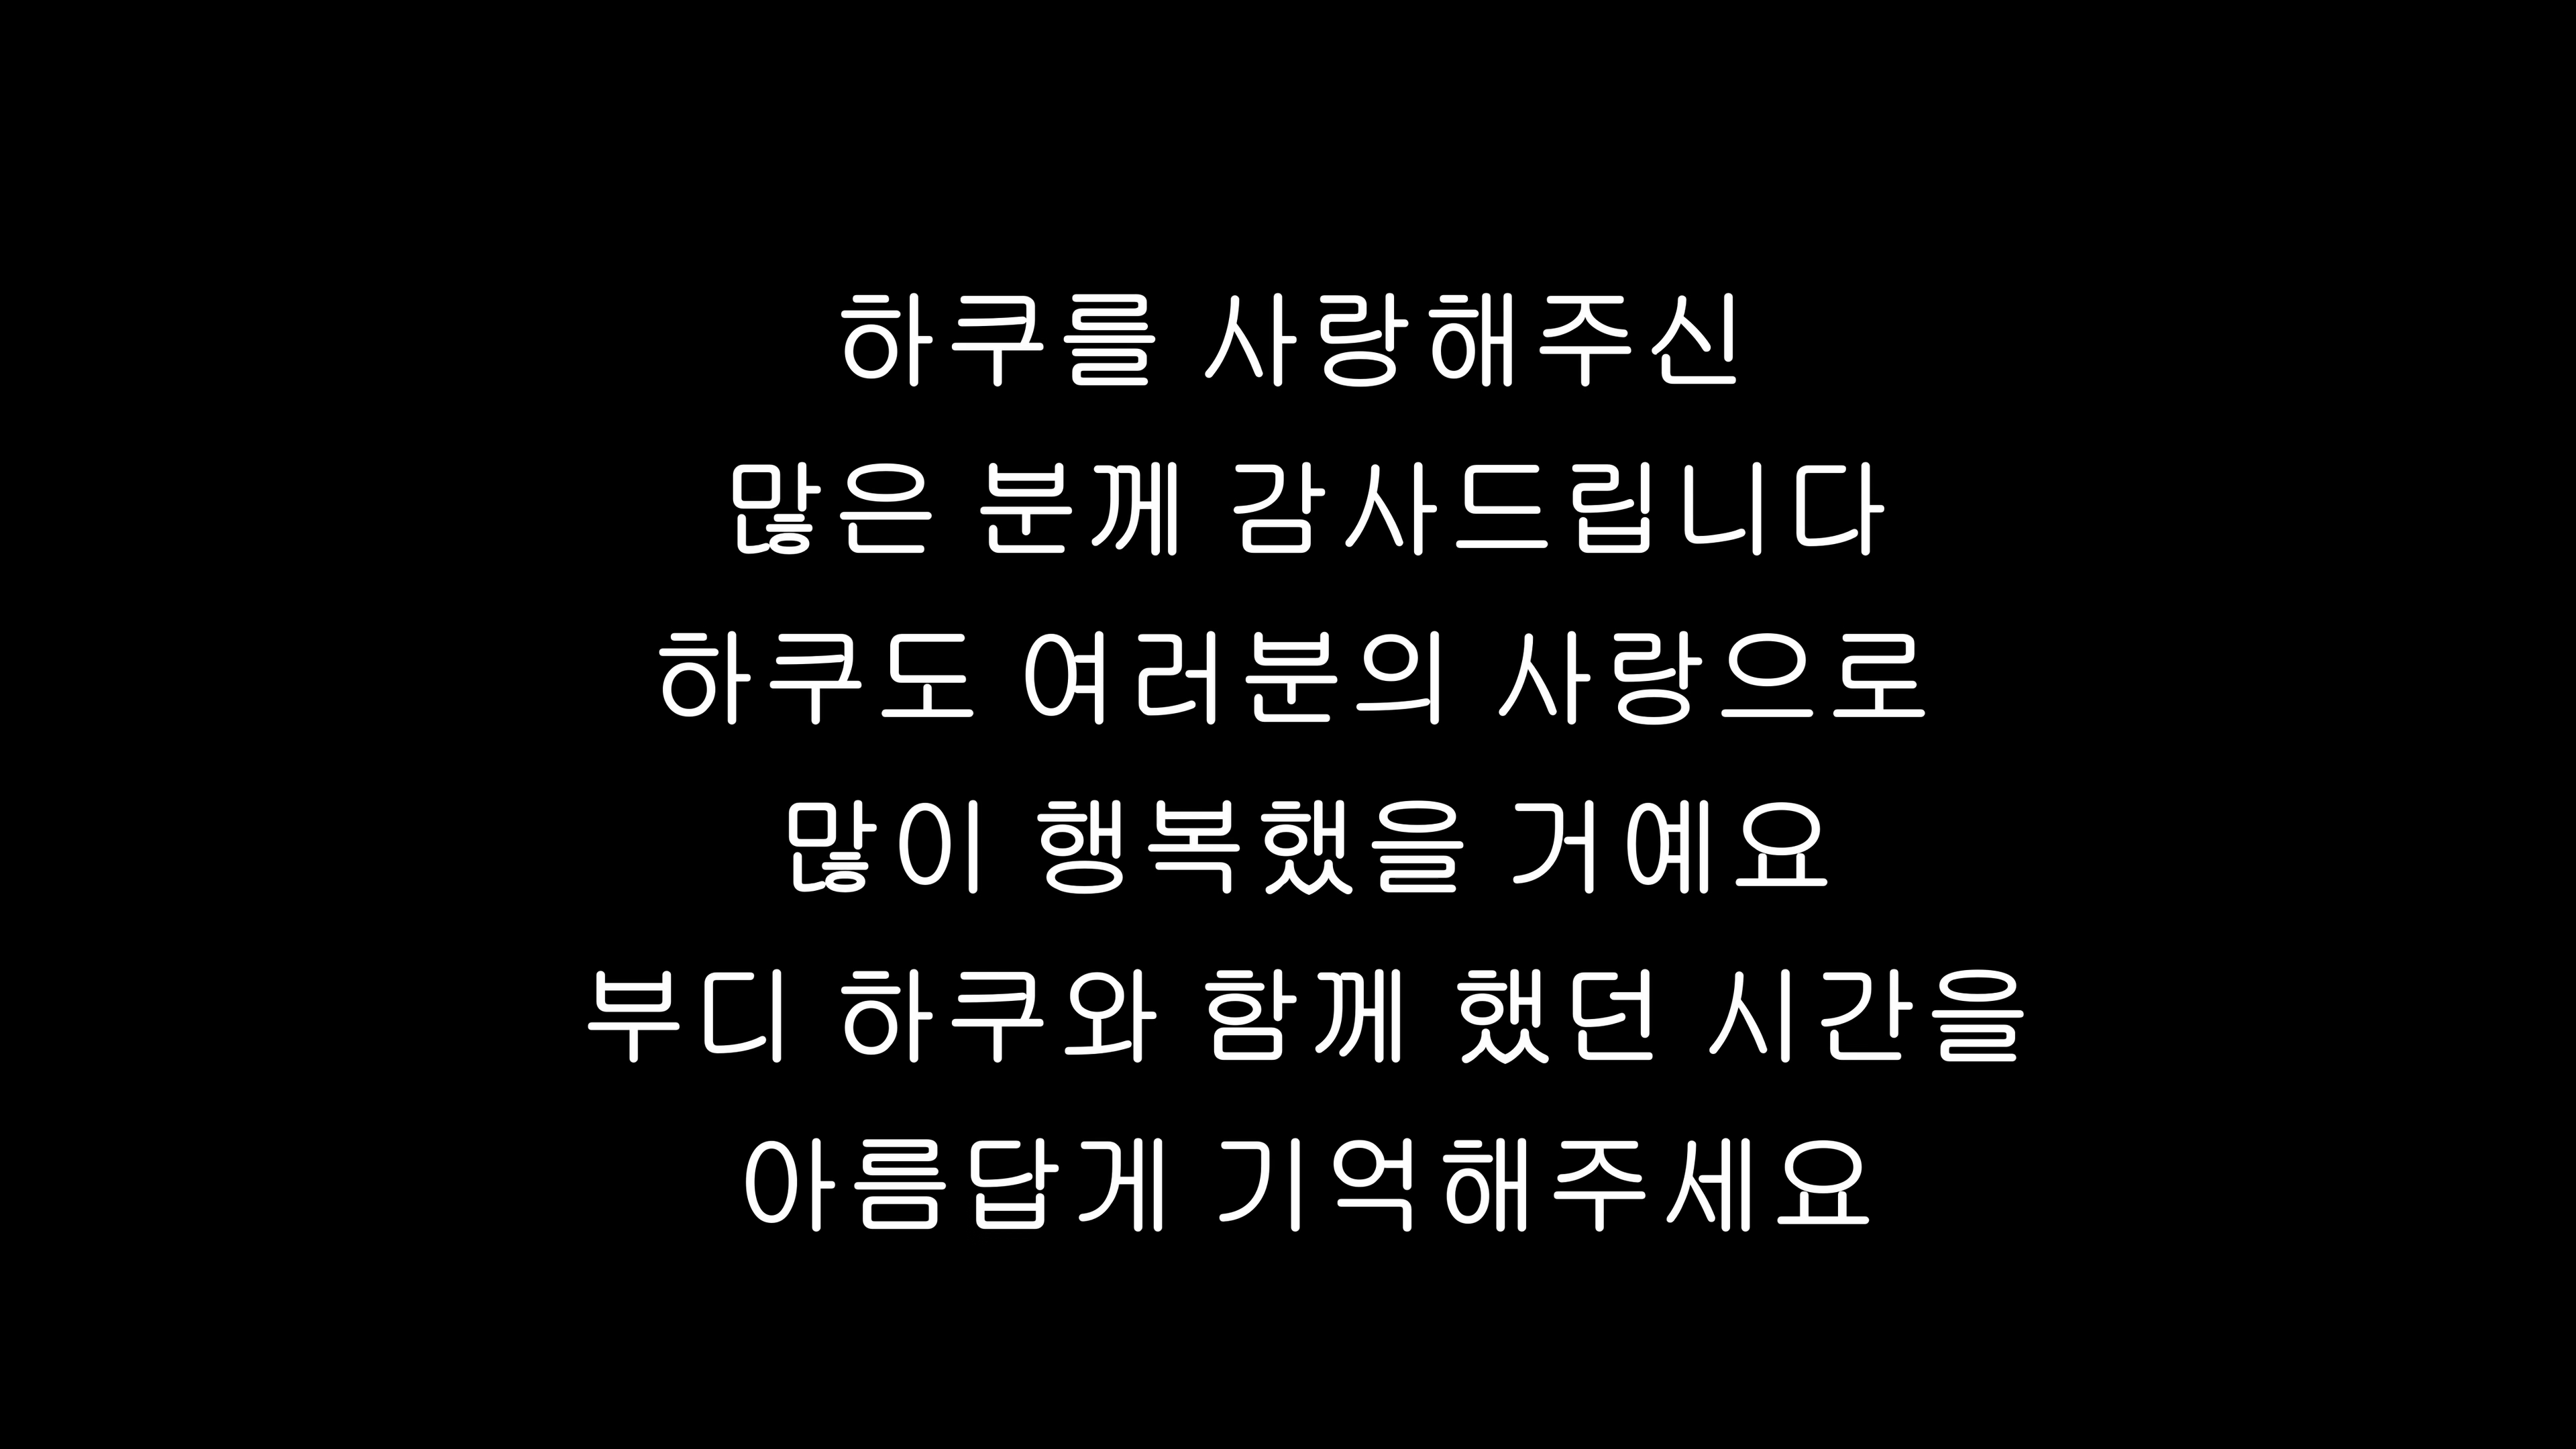 하쿠를 사랑해주신
많은 분께 감사드립니다
하쿠도 여러분의 사랑으로
많이 행복했을 거예요
부디 하쿠와 함께 했던 시간을
아름답게 기억해주세요